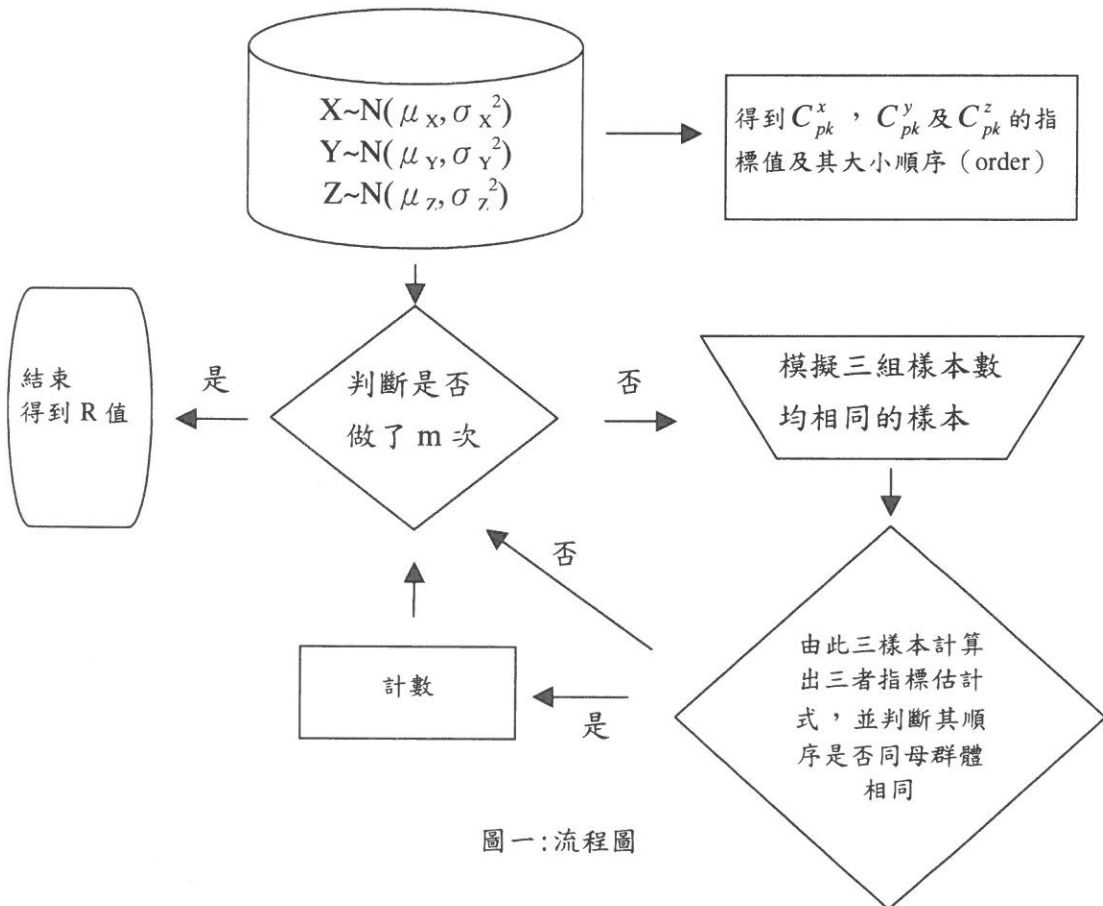 X~N(μX,σX²)
Y~N(μY,σY²)
Z~N(μZ,σZ²)
得到 C^x_pk , C^y_pk 及 C^z_pk 的指
標值及其大小順序（order）
結束
得到 R 值
是
判斷是否
做了 m 次
否
模擬三組樣本數
均相同的樣本
否
計數
是
由此三樣本計算
出三者指標估計
式，並判斷其順
序是否同母群體
相同
圖一:流程圖